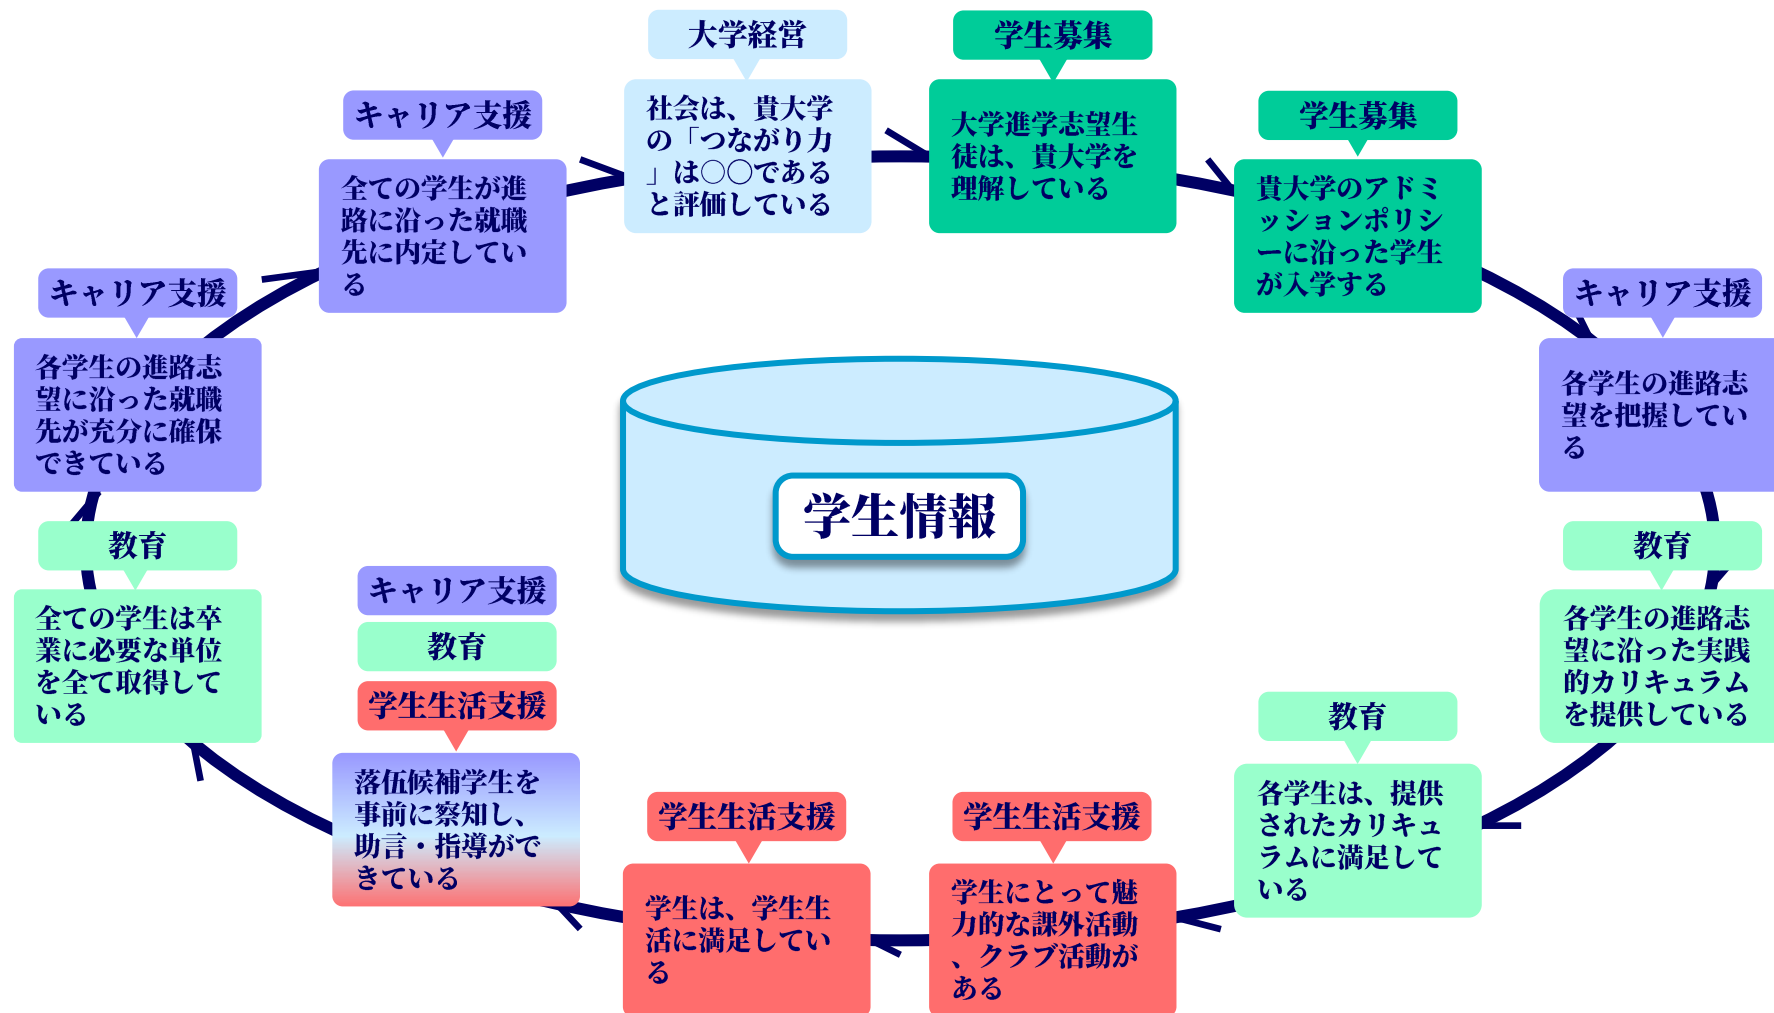 大学経営
社会は、貴大学
の「つながり力
」は〇〇である
と評価している
学生募集
大学進学志望生
徒は、貴大学を
理解している
学生募集
貴大学のアドミ
ッションポリシ
ーに沿った学生
が入学する
キャリア支援
各学生の進路志
望を把握してい
る
教育
各学生の進路志
望に沿った実践
的カリキュラム
を提供している
教育
各学生は、提供
されたカリキュ
ラムに満足して
いる
学生生活支援
学生にとって魅
力的な課外活動
、クラブ活動が
ある
学生生活支援
学生は、学生生
活に満足してい
る
キャリア支援
教育
学生生活支援
落伍候補学生を
事前に察知し、
助言・指導がで
きている
教育
全ての学生は卒
業に必要な単位
を全て取得して
いる
キャリア支援
各学生の進路志
望に沿った就職
先が充分に確保
できている
キャリア支援
全ての学生が進
路に沿った就職
先に内定してい
る
学生情報